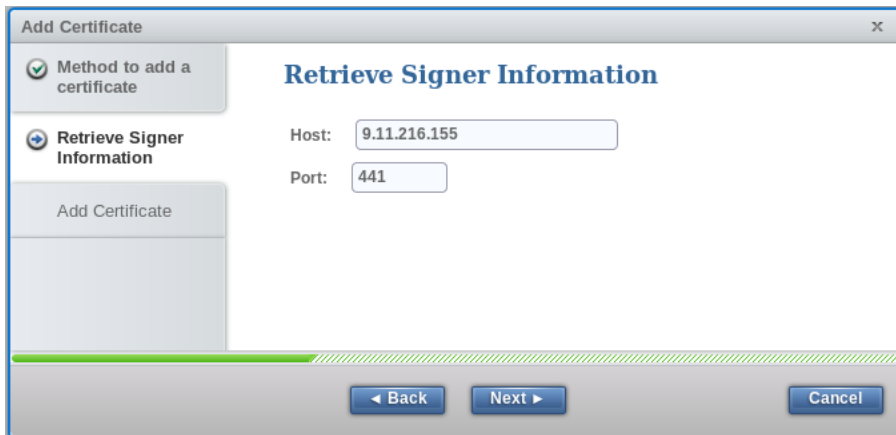 Add Certificate
x
Method to add a
certificate
Retrieve Signer
Information
Add Certificate
Retrieve Signer Information
Host: 9.11.216.155
Port: 441
◄ Back
Next ►
Cancel